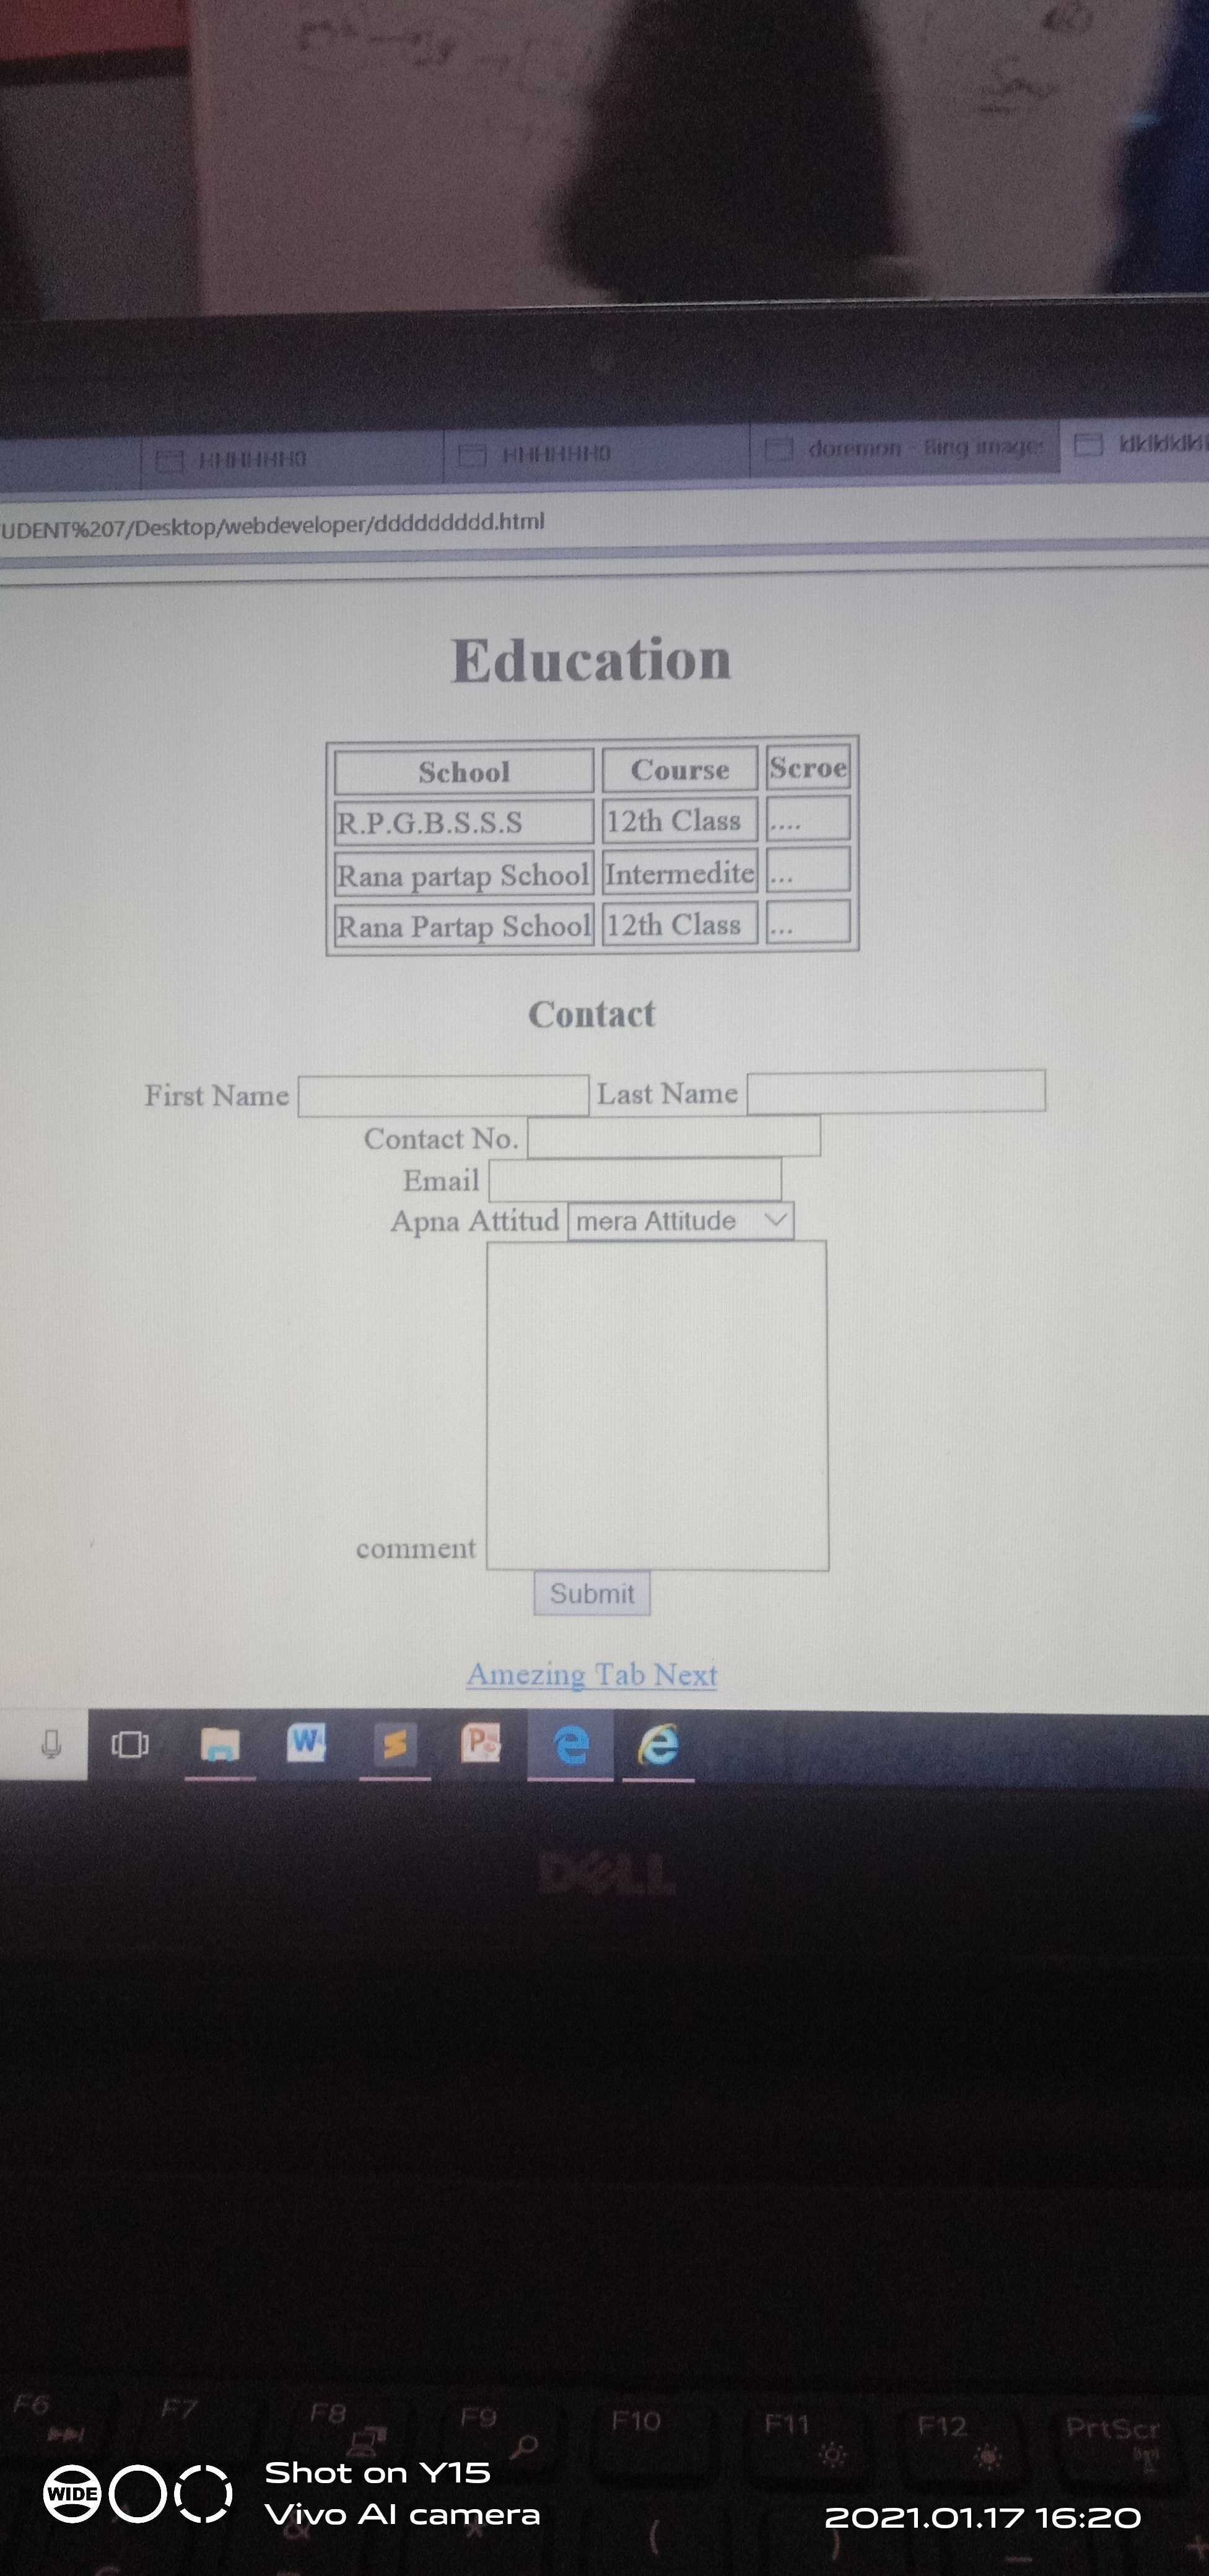 HHHHHH0
HHHHHH0
doremon - Bing image
UDENT%207/Desktop/webdeveloper/ddddddddd.html
Education
School Course Scroe
R.P.G.B.S.S.S 12th Class ....
Rana partap School Intermedite ...
Rana Partap School 12th Class ...
Contact
First Name Last Name
Contact No.
Email
Apna Attitud mera Attitude
comment
Submit
Amezing Tab Next
DELL
F6 F7 F8 F9 F10 F11 F12 PrtScr
WIDE
Shot on Y15
Vivo AI camera
2021.01.17 16:20